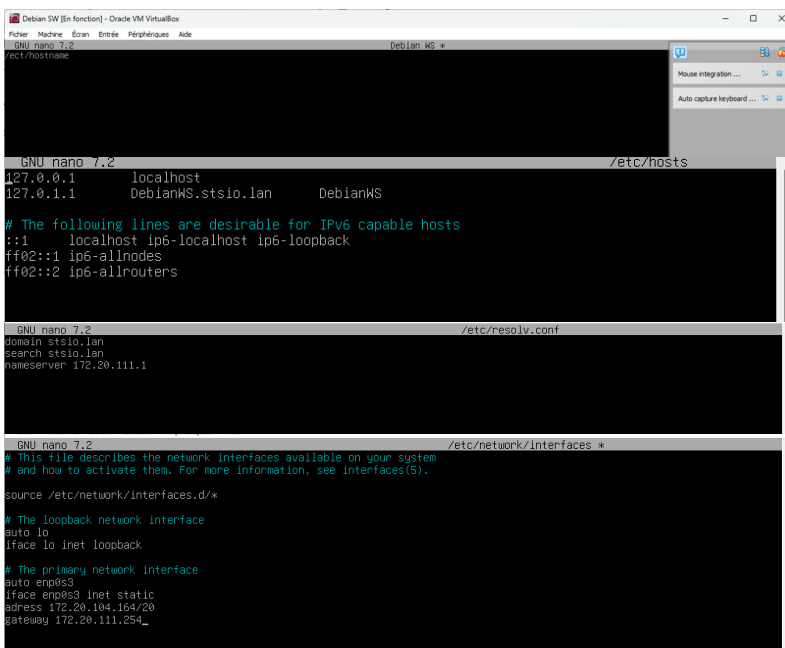 Debian SW [En fonction] - Oracle VM VirtualBox
Fichier Machine Écran Entrée Périphériques Aide
GNU nano 7.2 Debian WS *
/ect/hostname
Mouse integration ...
Auto capture keyboard ...
GNU nano 7.2 /etc/hosts
127.0.0.1 localhost
127.0.1.1 DebianWS.stsio.lan DebianWS
# The following lines are desirable for IPv6 capable hosts
::1 localhost ip6-localhost ip6-loopback
ff02::1 ip6-allnodes
ff02::2 ip6-allrouters
GNU nano 7.2 /etc/resolv.conf
domain stsio.lan
search stsio.lan
nameserver 172.20.111.1
GNU nano 7.2 /etc/network/interfaces *
# This file describes the network interfaces available on your system
# and how to activate them. For more information, see interfaces(5).
source /etc/network/interfaces.d/*
# The loopback network interface
auto lo
iface lo inet loopback
# The primary network interface
auto enp0s3
iface enp0s3 inet static
adress 172.20.104.164/20
gateway 172.20.111.254_